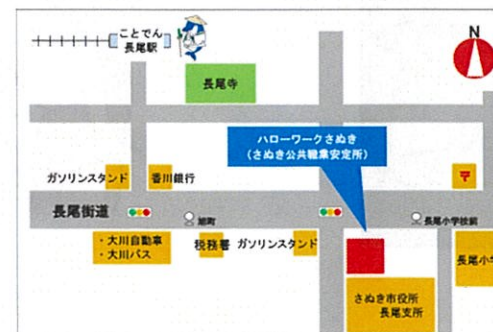 ことでん
長尾駅
N
長尾寺
ハローワークさぬき
(さぬき公共職業安定所)
ガソリンスタンド
香川銀行
〒
長尾街道
旭町
長尾小学校前
・大川自動車
・大川バス
税務署
ガソリンスタンド
長尾小
さぬき市役所
長尾支所